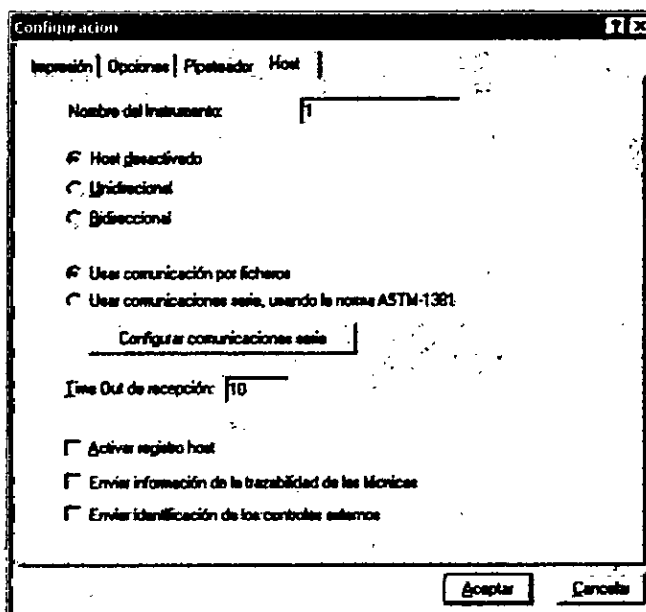 Configuracion
Impresión Opciones Pipeteador Host
Nombre del Instrumento: 1
Host desactivado
Unidirecional
Bidireccional
Usar comunicación por ficheros
Usar comunicaciones serie, usando la norma ASTM-1381
Configurar comunicaciones serie
Time Out de recepción: 10
Activar registro host
Enviar información de la trazabilidad de las técnicas
Enviar identificación de los controles externos
Aceptar Cancelar